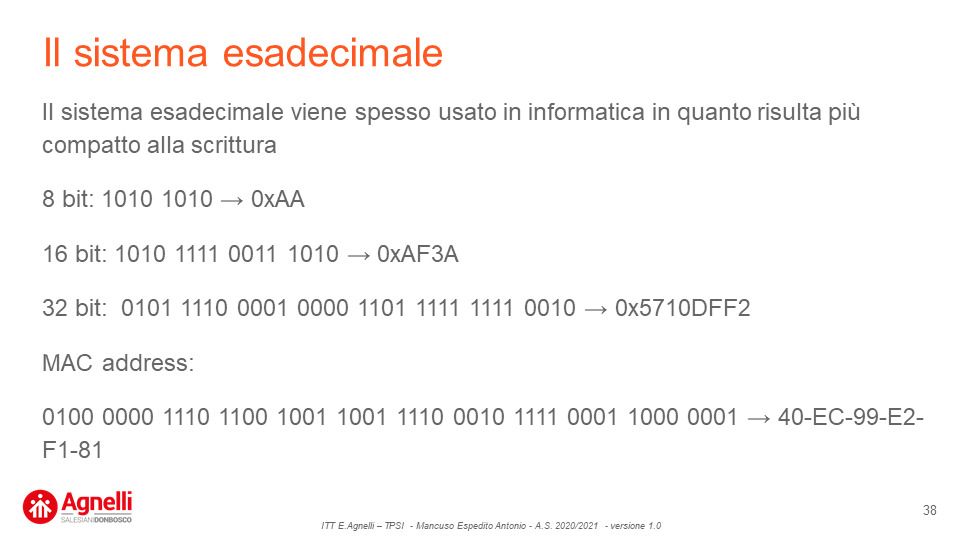 Il sistema esadecimale
Il sistema esadecimale viene spesso usato in informatica in quanto risulta più
compatto alla scrittura
8 bit: 1010 1010 → 0xAA
16 bit: 1010 1111 0011 1010 → 0xAF3A
32 bit: 0101 1110 0001 0000 1101 1111 1111 0010 → 0x5710DFF2
MAC address:
0100 0000 1110 1100 1001 1001 1110 0010 1111 0001 1000 0001 → 40-EC-99-E2-
F1-81
Agnelli
SALESIANI DONBOSCO
38
ITT E.Agnelli – TPSI - Mancuso Espedito Antonio - A.S. 2020/2021 - versione 1.0